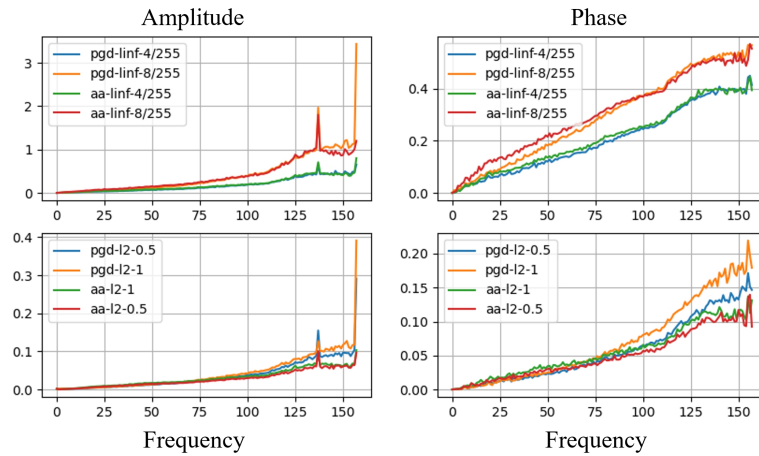 Amplitude
Phase
pgd-linf-4/255
pgd-linf-8/255
aa-linf-4/255
aa-linf-8/255
3
2
1
0
0 25 50 75 100 125 150
pgd-linf-4/255
pgd-linf-8/255
aa-linf-4/255
aa-linf-8/255
0.4
0.2
0.0
0 25 50 75 100 125 150
pgd-l2-0.5
pgd-l2-1
aa-l2-1
aa-l2-0.5
0.4
0.3
0.2
0.1
0.0
0 25 50 75 100 125 150
pgd-l2-0.5
pgd-l2-1
aa-l2-1
aa-l2-0.5
0.20
0.15
0.10
0.05
0.00
0 25 50 75 100 125 150
Frequency
Frequency